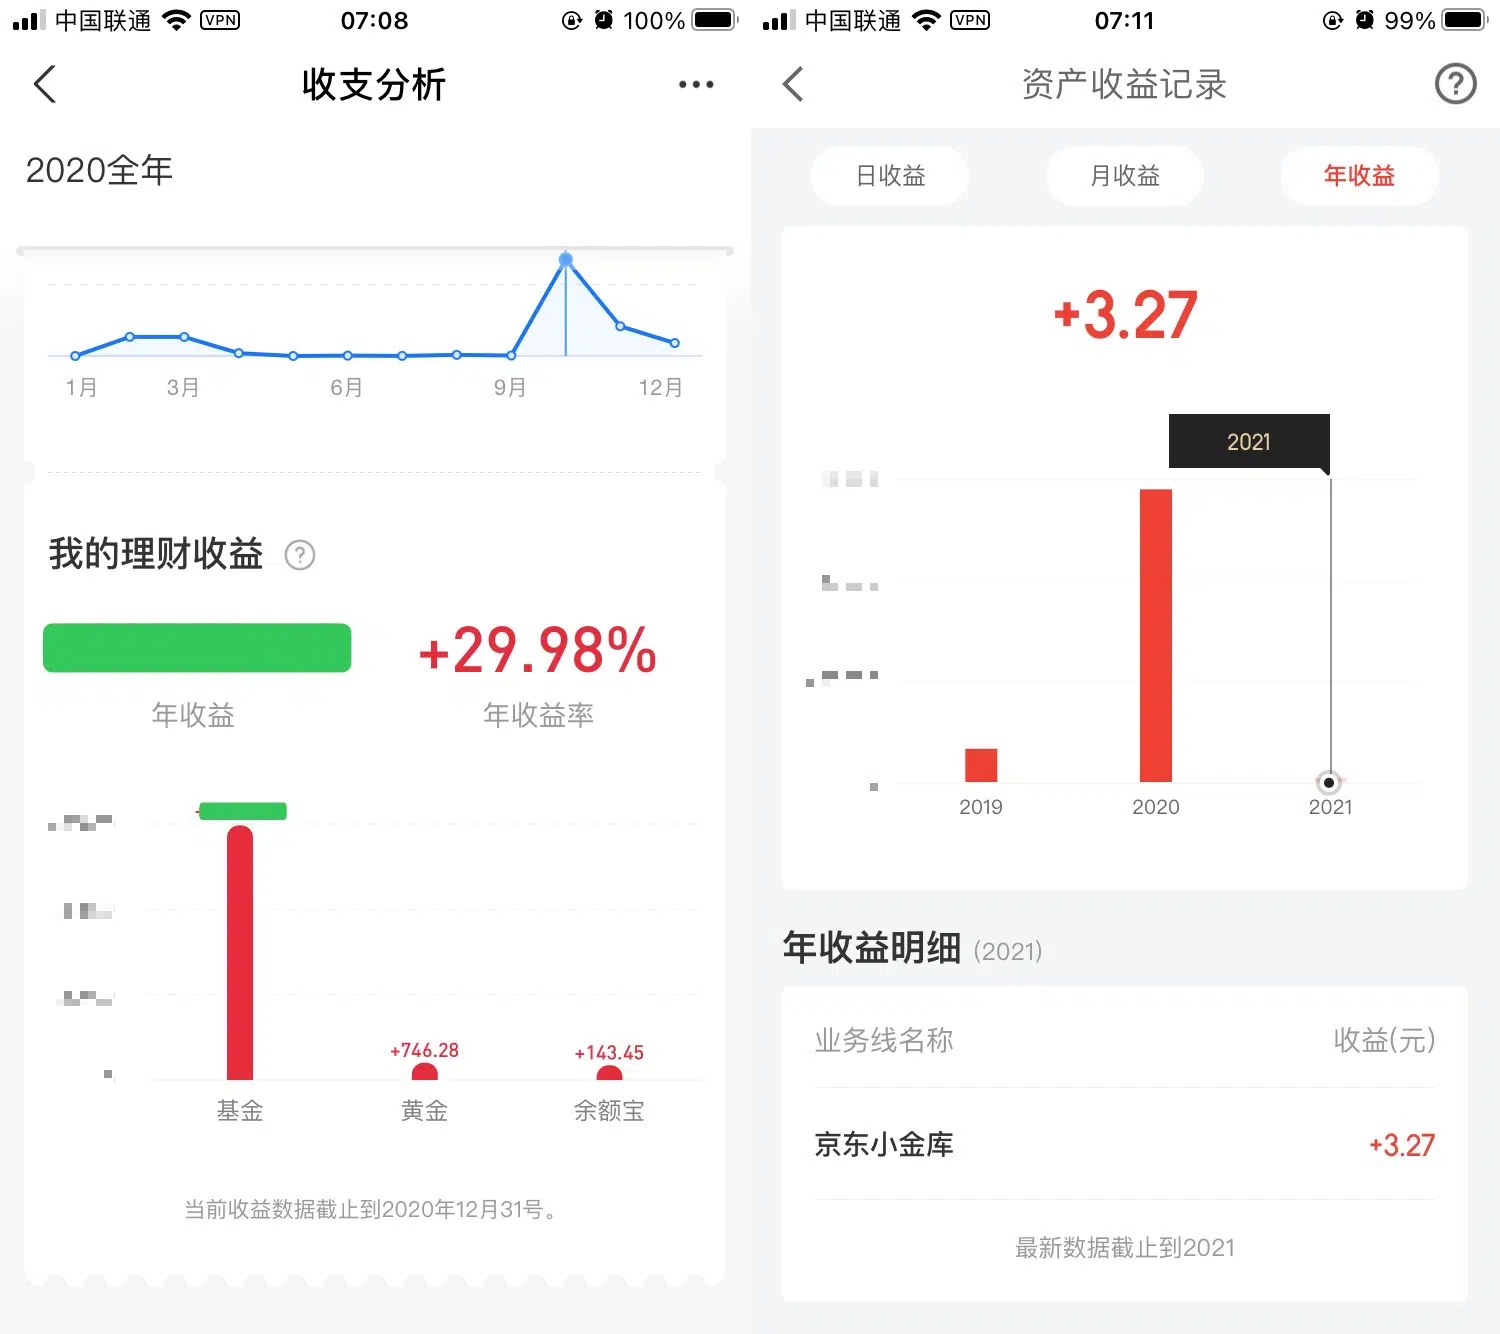 中国联通 VPN 07:08 100%
收支分析
2020全年
1月 3月 6月 9月 12月
我的理财收益 ?
+29.98%
年收益 年收益率
+746.28 +143.45
基金 黄金 余额宝
当前收益数据截止到2020年12月31号。
中国联通 VPN 07:11 99%
资产收益记录 ?
日收益 月收益 年收益
+3.27
2021
2019 2020 2021
年收益明细 (2021)
业务线名称 收益(元)
京东小金库 +3.27
最新数据截止到2021